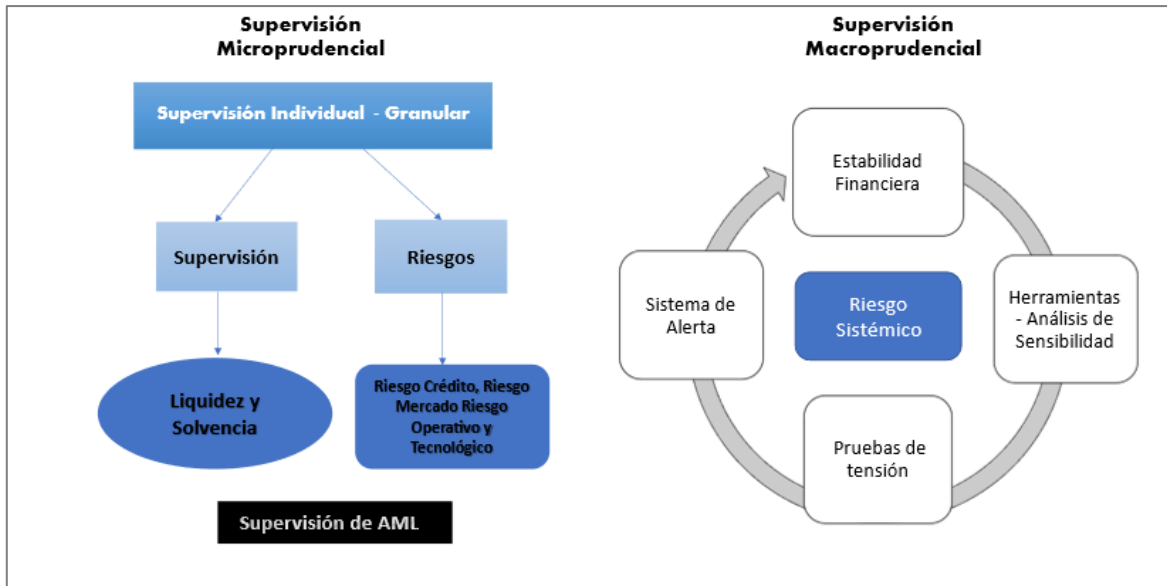 Supervisión
Microprudencial
Supervisión Individual - Granular
Supervisión
Riesgos
Liquidez y
Solvencia
Riesgo Crédito, Riesgo
Mercado Riesgo
Operativo y
Tecnológico
Supervisión de AML
Supervisión
Macroprudencial
Estabilidad
Financiera
Herramientas
- Análisis de
Sensibilidad
Pruebas de
tensión
Sistema de
Alerta
Riesgo
Sistémico